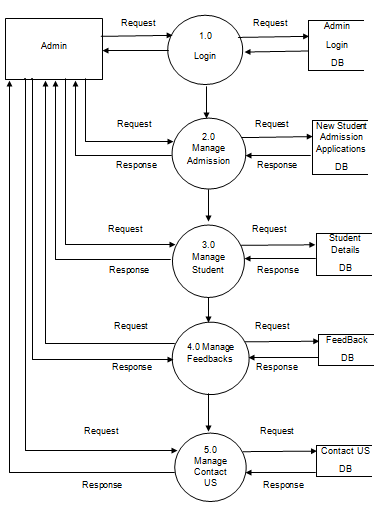 Request
Request
Admin
1.0
Login
Admin
Login
DB
Request
Request
2.0
Manage
Admission
New Student
Admission
Applications
DB
Response
Response
Request
Request
3.0
Manage
Student
Student
Details
DB
Response
Response
Request
Request
4.0 Manage
Feedbacks
FeedBack
DB
Response
Response
Request
Request
5.0
Manage
Contact
US
Contact US
DB
Response
Response